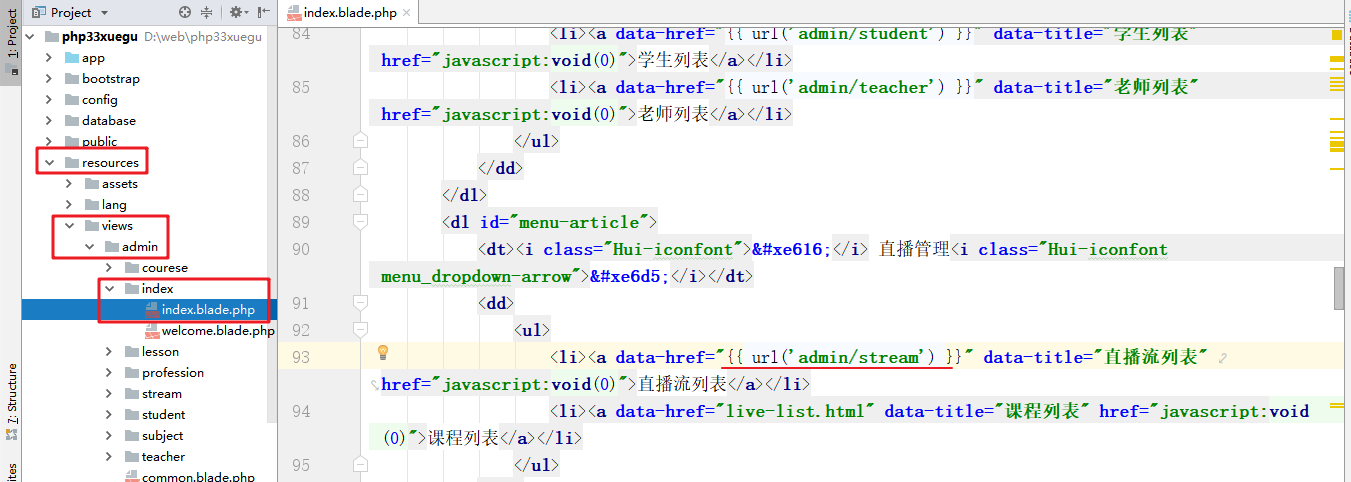 1: Project
7: Structure
ites
Project
php33xuegu D:\web\php33xuegu
app
bootstrap
config
database
public
resources
assets
lang
views
admin
courese
index
index.blade.php
welcome.blade.php
lesson
profession
stream
student
subject
teacher
common.blade.php
index.blade.php
84 <li><a data-href="{{ url('admin/student') }}" data-title="学生列表"
href="javascript:void(0)">学生列表</a></li>
85 <li><a data-href="{{ url('admin/teacher') }}" data-title="老师列表"
href="javascript:void(0)">老师列表</a></li>
86 </ul>
87 </dd>
88 </dl>
89 <dl id="menu-article">
90 <dt><i class="Hui-iconfont">&#xe616;</i> 直播管理<i class="Hui-iconfont
menu_dropdown-arrow">&#xe6d5;</i></dt>
91 <dd>
92 <ul>
93 <li><a data-href="{{ url('admin/stream') }}" data-title="直播流列表"
href="javascript:void(0)">直播流列表</a></li>
94 <li><a data-href="live-list.html" data-title="课程列表" href="javascript:void
(0)">课程列表</a></li>
95 </ul>